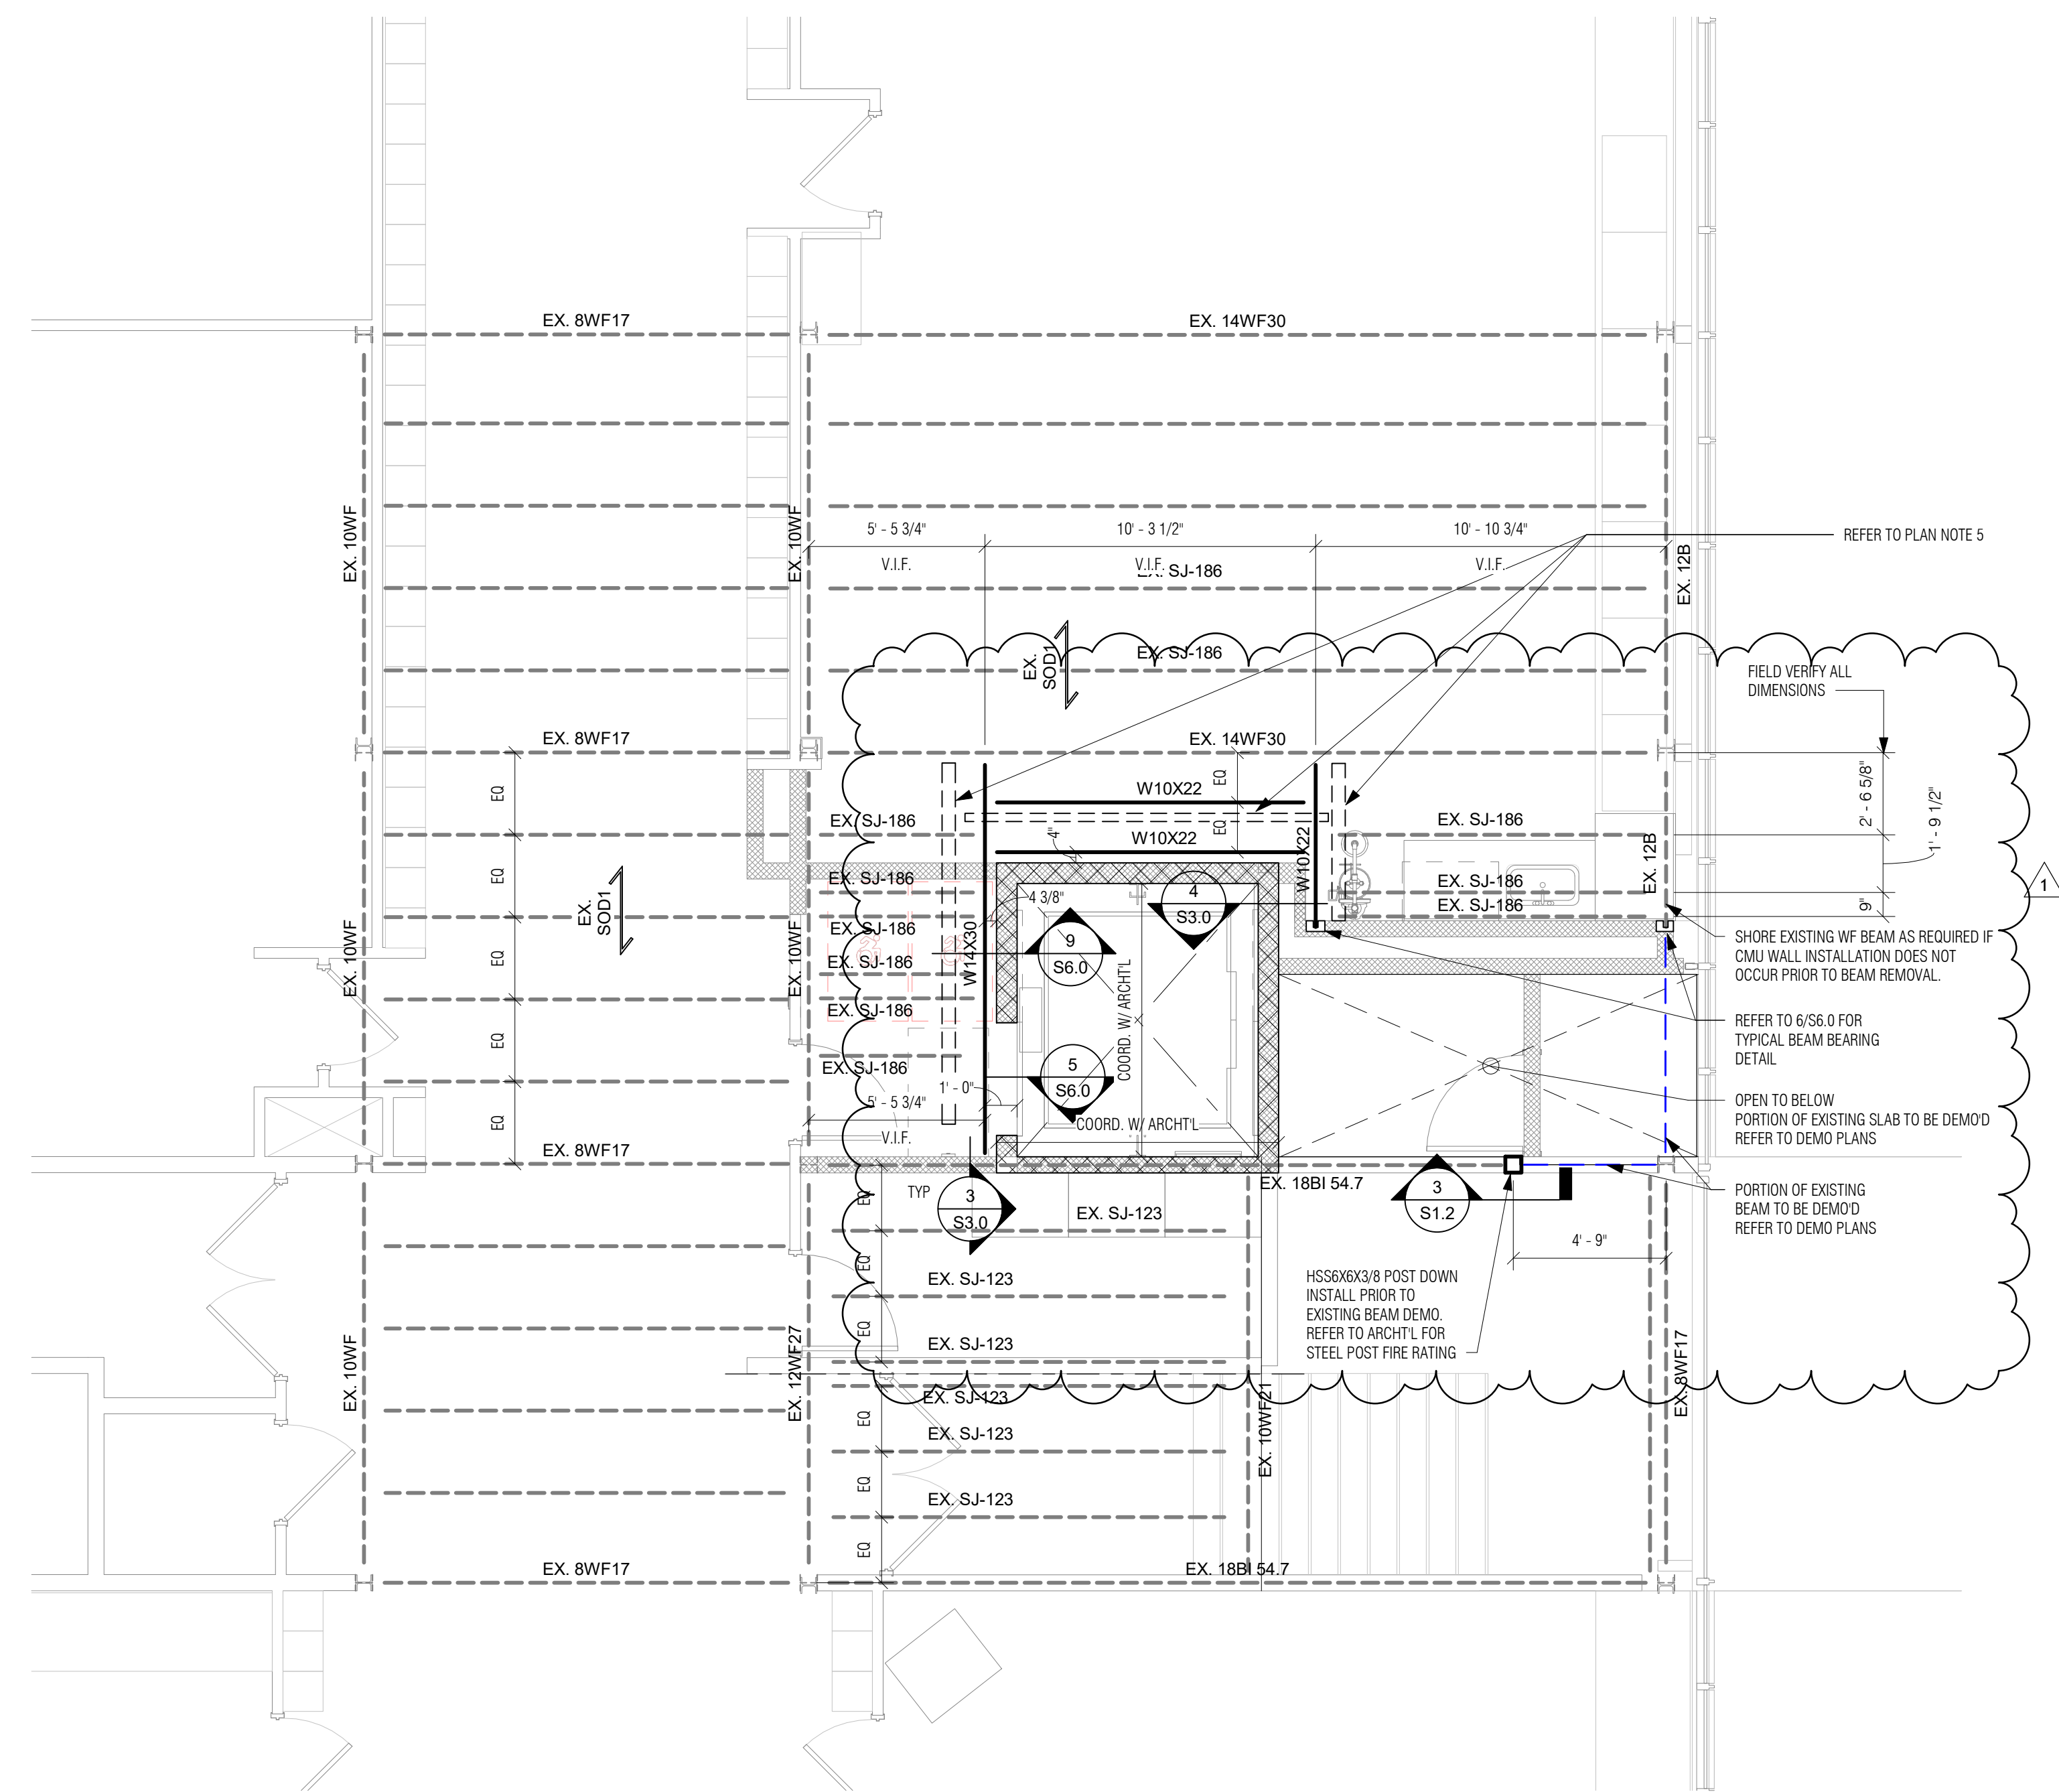 EX. 8WF17
EX. 14WF30
EX. 10WF
EX. 10WF
5' - 5 3/4"
10' - 3 1/2"
10' - 10 3/4"
REFER TO PLAN NOTE 5
V.I.F.
V.I.F.
V.I.F.
EX. SJ-186
EX. 12B
EX. SJ-186
EX.
SOD1
FIELD VERIFY ALL
DIMENSIONS
EX. 8WF17
EX. 14WF30
EQ
EQ
W10X22
2' - 6 5/8"
EX. SJ-186
EQ
W10X22
4"
W10X22
EX. SJ-186
EX. 12B
1' - 9 1/2"
EQ
EX. SJ-186
EX. SJ-186
1
EX.
SOD1
4 3/8"
4
S3.0
EX. SJ-186
9"
EX. SJ-186
9
S6.0
SHORE EXISTING WF BEAM AS REQUIRED IF
CMU WALL INSTALLATION DOES NOT
OCCUR PRIOR TO BEAM REMOVAL.
EX. 10WF
EX. 10WF
EQ
EX. SJ-186
W14X30
COORD. W/ ARCHT'L
EX. SJ-186
REFER TO 6/S6.0 FOR
TYPICAL BEAM BEARING
DETAIL
EQ
EX. SJ-186
5
S6.0
1' - 0"
5' - 5 3/4"
V.I.F.
COORD. W/ ARCHT'L
OPEN TO BELOW
PORTION OF EXISTING SLAB TO BE DEMO'D
REFER TO DEMO PLANS
EQ
EX. 8WF17
TYP
EQ
3
S3.0
EX. SJ-123
EX. 18BI 54.7
3
S1.2
PORTION OF EXISTING
BEAM TO BE DEMO'D
REFER TO DEMO PLANS
4' - 9"
EQ
EX. SJ-123
HSS6X6X3/8 POST DOWN
INSTALL PRIOR TO
EXISTING BEAM DEMO.
REFER TO ARCHT'L FOR
STEEL POST FIRE RATING
EQ
EX. SJ-123
EX. 10WF
EX. 12WF27
EX. 8WF17
EX. SJ-123
EQ
EX. SJ-123
EX. 10WF21
EQ
EX. SJ-123
EQ
EX. 8WF17
EX. 18BI 54.7